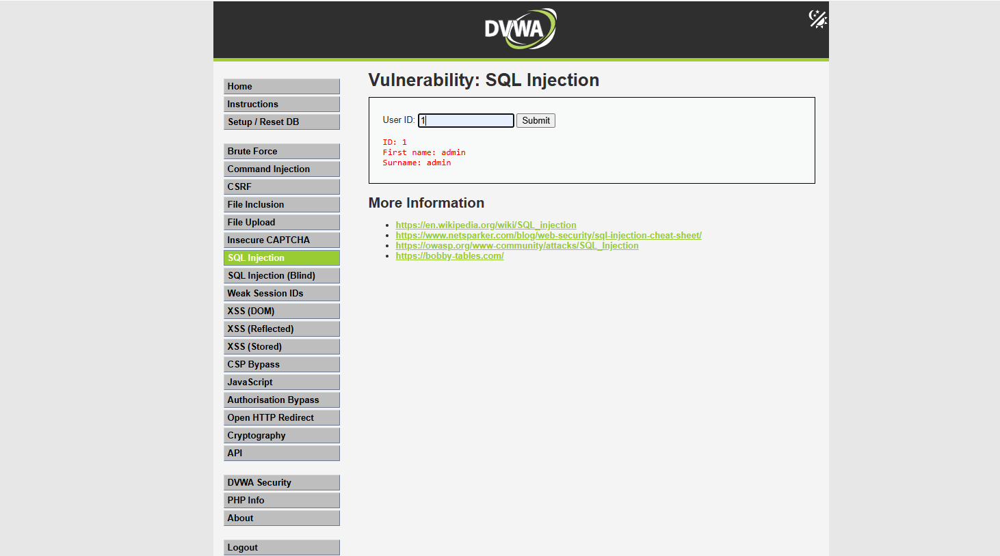 DVWA
Home
Instructions
Setup / Reset DB
Brute Force
Command Injection
CSRF
File Inclusion
File Upload
Insecure CAPTCHA
SQL Injection
SQL Injection (Blind)
Weak Session IDs
XSS (DOM)
XSS (Reflected)
XSS (Stored)
CSP Bypass
JavaScript
Authorisation Bypass
Open HTTP Redirect
Cryptography
API
DVWA Security
PHP Info
About
Logout
Vulnerability: SQL Injection
User ID: 1 Submit
ID: 1
First name: admin
Surname: admin
More Information
https://en.wikipedia.org/wiki/SQL_injection
https://www.netsparker.com/blog/web-security/sql-injection-cheat-sheet/
https://owasp.org/www-community/attacks/SQL_Injection
https://bobby-tables.com/